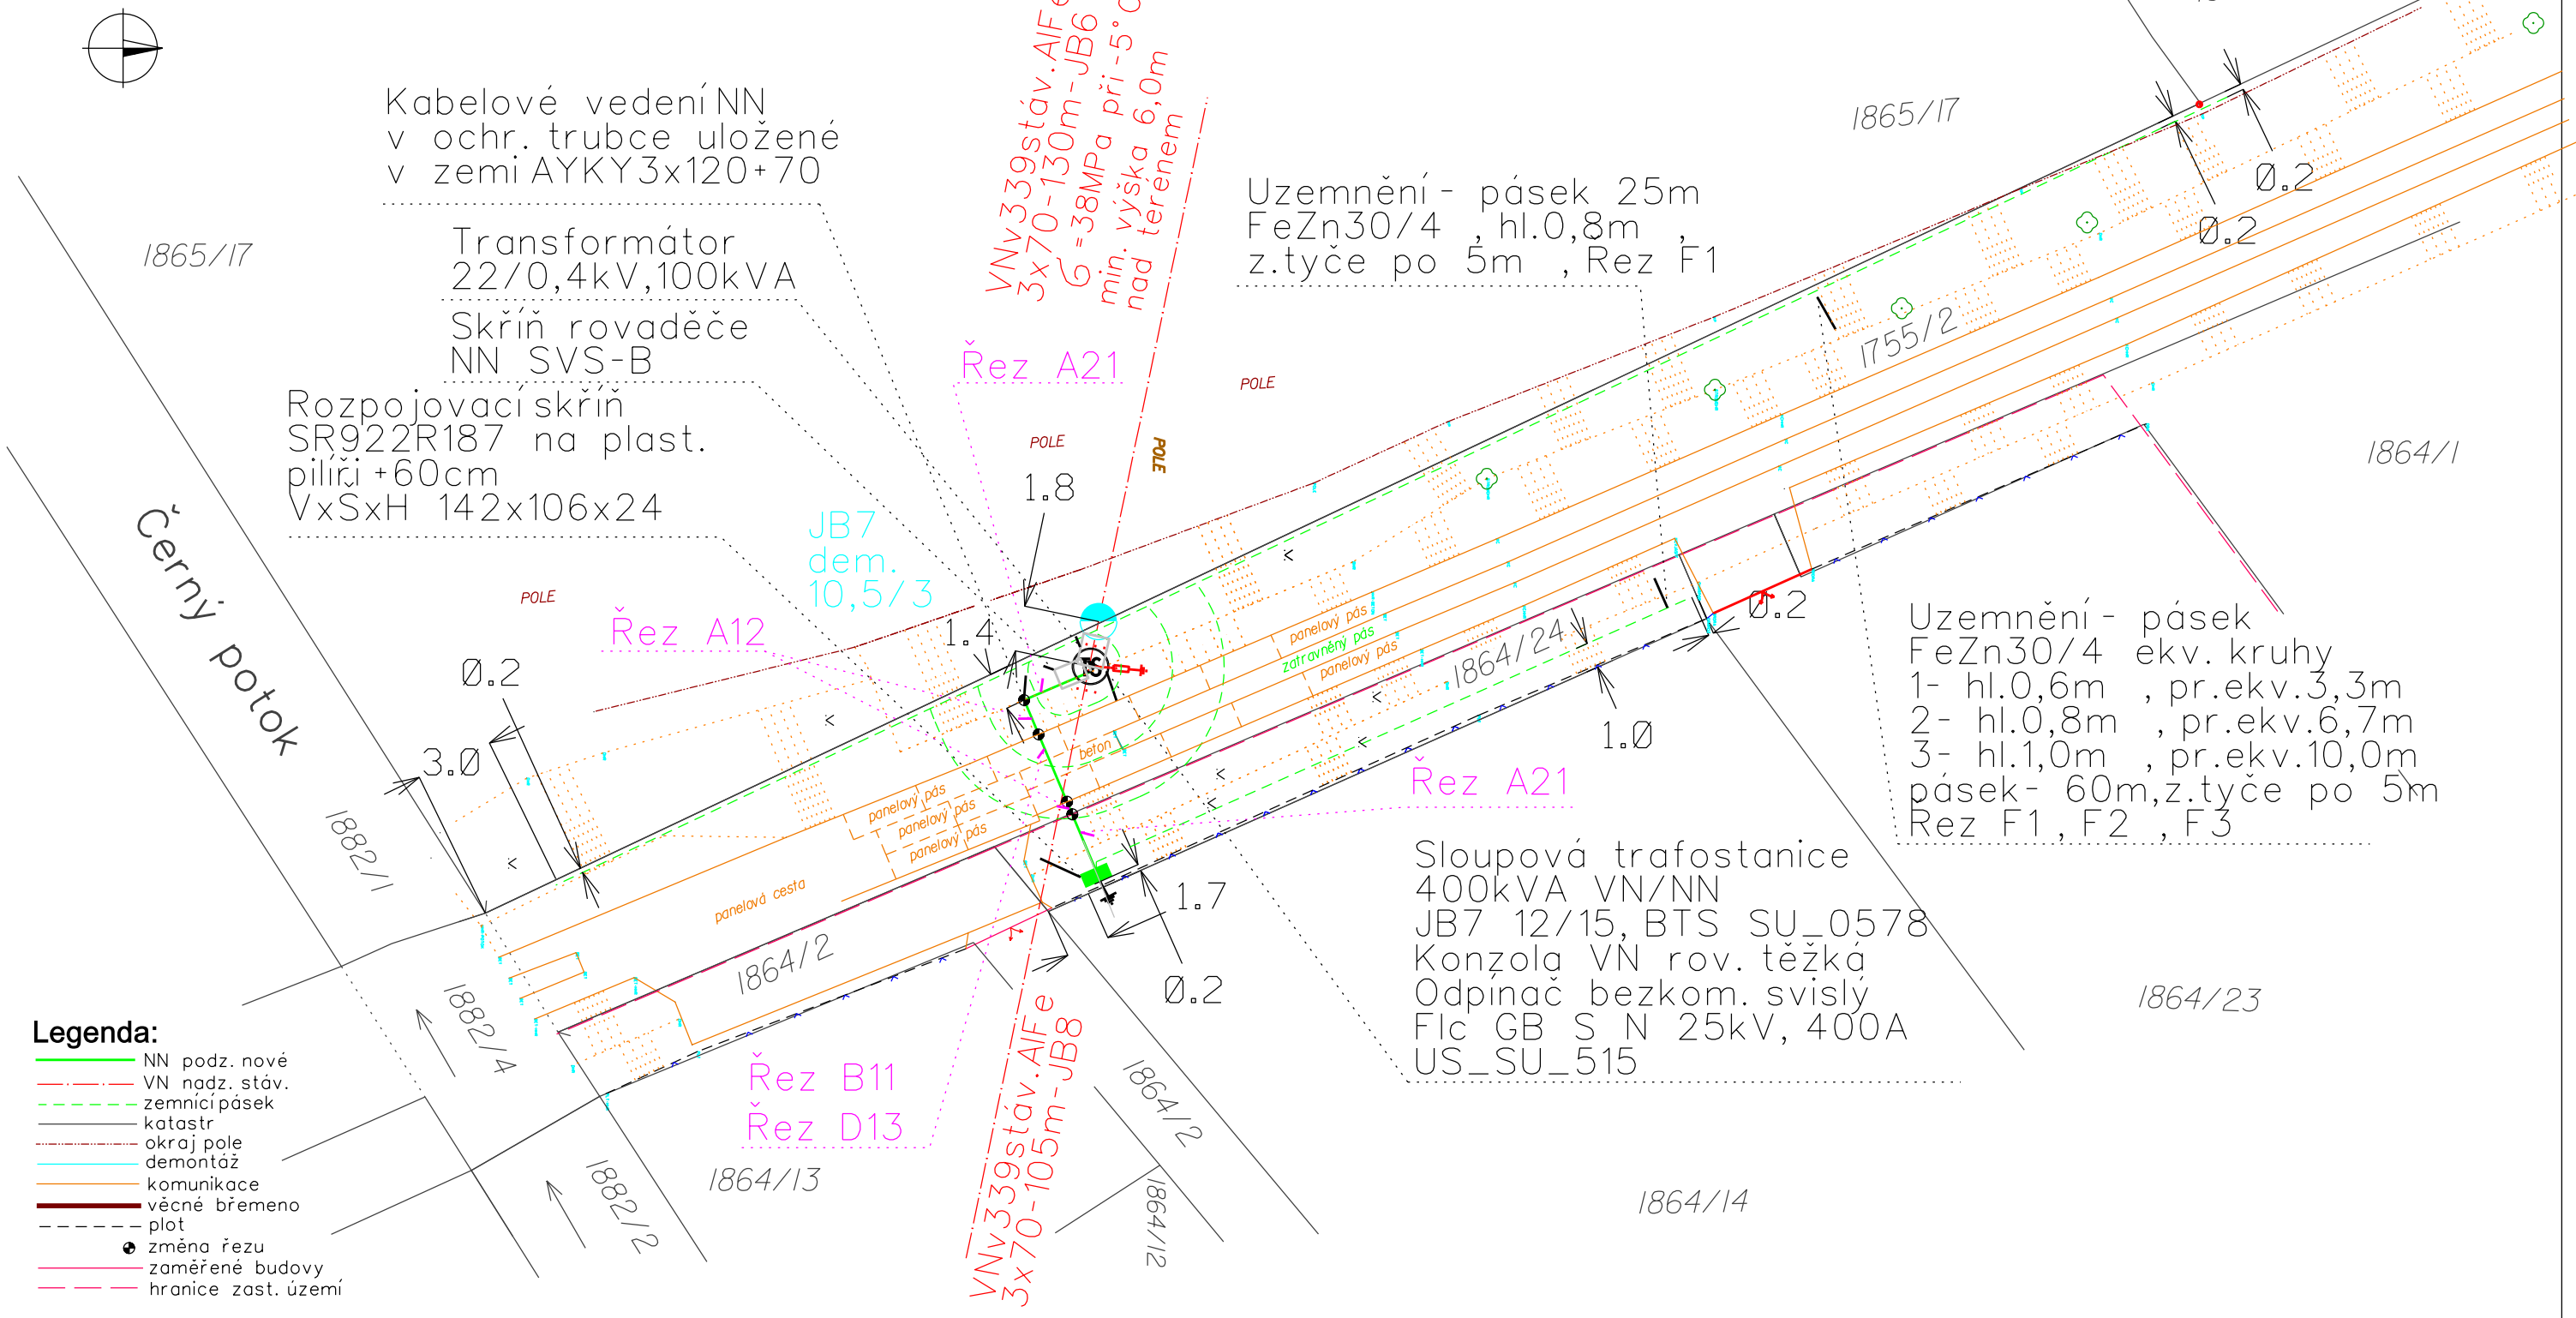 Kabelové vedení NN
v ochr. trubce uložené
v zemi AYKY3x120+70
Transformátor
22/0,4kV,100kVA
Skříň rovaděče
NN SVS-B
Rozpojovací skříň
SR922R187 na plast.
pilíři +60cm
VxŠxH 142x106x24
VNv339stáv.AlFe
3x70-130m-JB6
σ=38MPa při -5°C
min. výška 6,0m
nad terénem
Uzemnění - pásek 25m
FeZn30/4 , hl.0,8m ,
z.tyče po 5m , Řez F1
1865/17
1865/17
0.2
0.2
1755/2
1864/1
Řez A21
POLE
POLE
POLE
POLE
1.8
JB7
dem.
10,5/3
Řez A12
1.4
0.2
3.0
Černý potok
panelový pás
zatravněný pás
panelový pás
1864/24
0.2
1.0
beton
panelový pás
panelový pás
panelový pás
panelová cesta
Řez A21
Uzemnění - pásek
FeZn30/4 ekv. kruhy
1- hl.0,6m , pr.ekv.3,3m
2- hl.0,8m , pr.ekv.6,7m
3- hl.1,0m , pr.ekv.10,0m
pásek- 60m,z.tyče po 5m
Řez F1 , F2 , F3
Sloupová trafostanice
400kVA VN/NN
JB7 12/15, BTS SU_0578
Konzola VN rov. těžká
Odpínač bezkom. svislý
Flc GB S N 25kV, 400A
US_SU_515
1.7
0.2
1882/1
1864/2
1882/4
1882/2
Řez B11
Řez D13
1864/13
VNv339stáv.AlFe
3x70-105m-JB8
1864/2
1864/12
1864/14
1864/23
Legenda:
NN podz. nové
VN nadz. stáv.
zemnící pásek
katastr
okraj pole
demontáž
komunikace
věcné břemeno
plot
změna řezu
zaměřené budovy
hranice zast. území